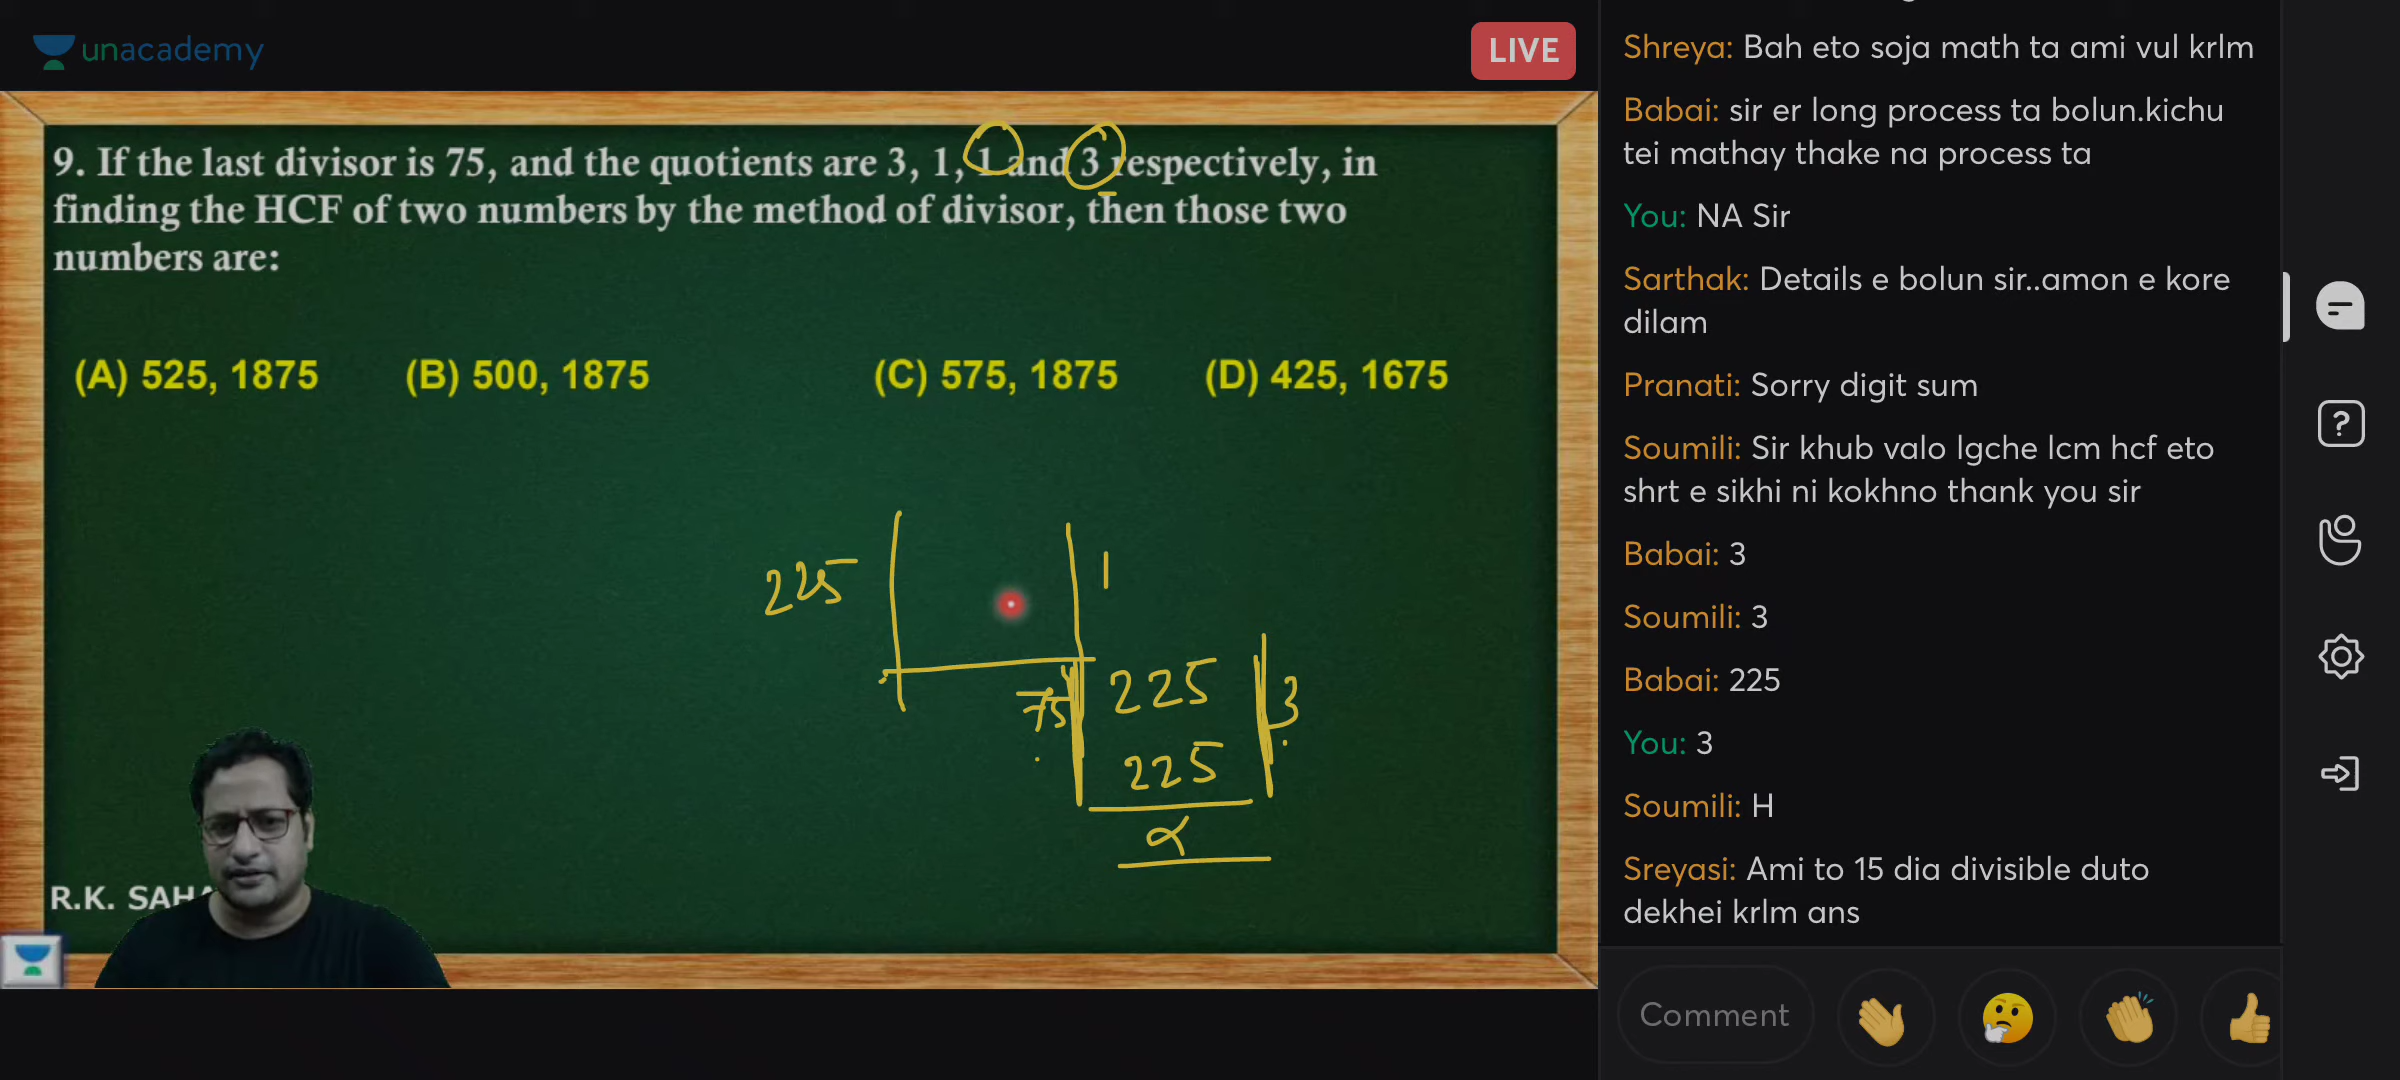 unacademy
LIVE
9. If the last divisor is 75, and the quotients are 3, 1, 1 and 3 respectively, in
finding the HCF of two numbers by the method of divisor, then those two
numbers are:
(A) 525, 1875 (B) 500, 1875 (C) 575, 1875 (D) 425, 1675
225 1
75 225 3
225
R.K. SAHA
Shreya: Bah eto soja math ta ami vul krlm
Babai: sir er long process ta bolun.kichu
tei mathay thake na process ta
You: NA Sir
Sarthak: Details e bolun sir..amon e kore
dilam
Pranati: Sorry digit sum
Soumili: Sir khub valo lgche lcm hcf eto
shrt e sikhi ni kokhno thank you sir
Babai: 3
Soumili: 3
Babai: 225
You: 3
Soumili: H
Sreyasi: Ami to 15 dia divisible duto
dekhei krlm ans
Comment